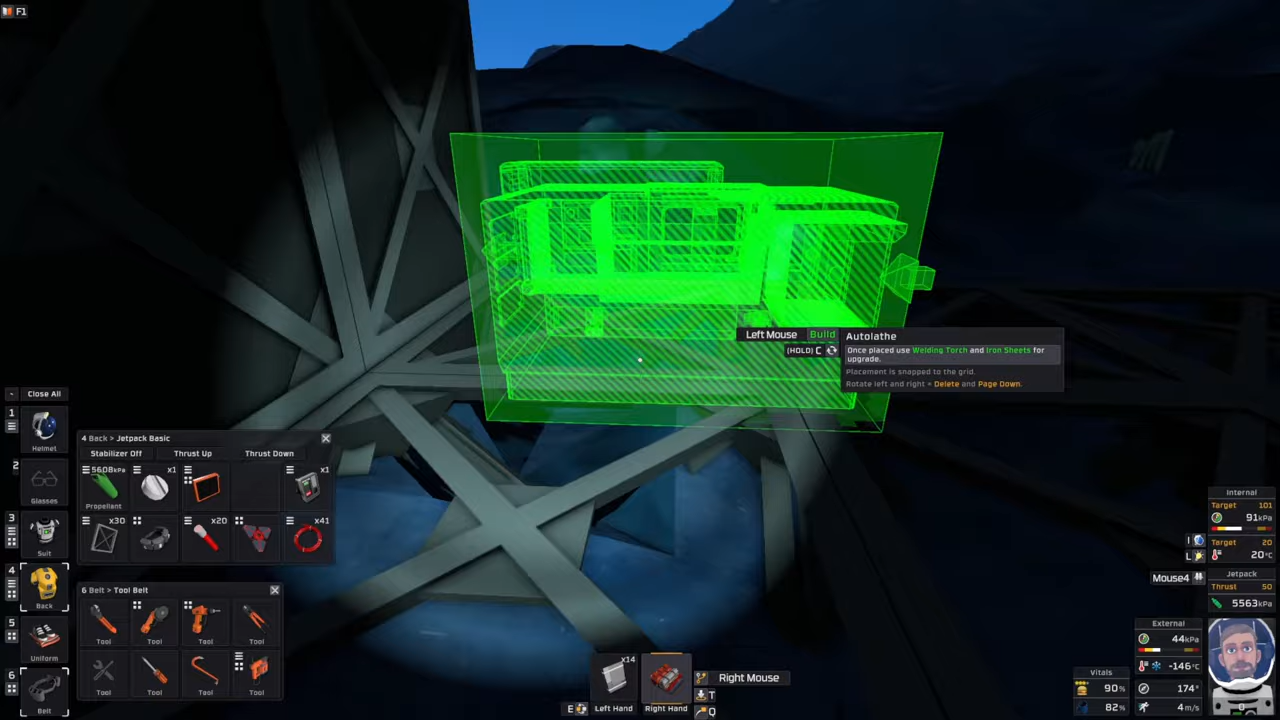 F1
Left Mouse Build Autolathe
(HOLD) C Once placed use Welding Torch and Iron Sheets for
upgrade.
Placement is snapped to the grid.
Rotate left and right = Delete and Page Down.
- Close All
1
Helmet
2
Glasses
3
Suit
4
Back
5
Uniform
6
Belt
4 Back > Jetpack Basic
Stabilizer Off Thrust Up Thrust Down
5608kPa x1 x1
Propellant
x30 x20 x41
6 Belt > Tool Belt
Tool Tool Tool Tool
Tool Tool Tool Tool
x14 Right Mouse
T
E Left Hand Right Hand Q
Internal
Target 101
91kPa
Target 20
I
L 20°C
Jetpack
Mouse4 Thrust 50
5563kPa
External
44kPa
-146°C
Vitals
90% 174°
82% 4m/s 0